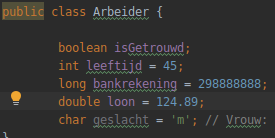 public class Arbeider {
boolean isGetrouwd;
int leeftijd = 45;
long bankrekening = 298888888;
double loon = 124.89;
char geslacht = 'm'; // Vrouw:
}